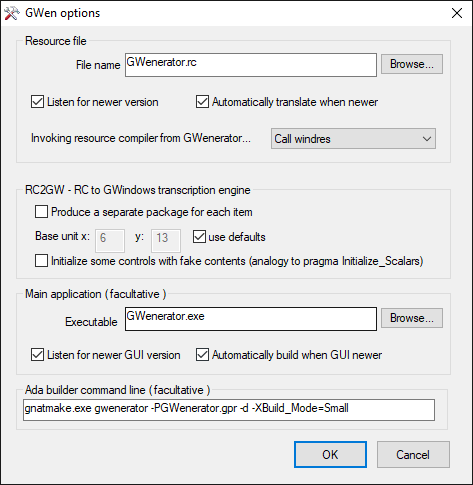 GWen options
Resource file
File name GWenerator.rc Browse...
Listen for newer version Automatically translate when newer
Invoking resource compiler from GWenerator... Call windres
RC2GW - RC to GWindows transcription engine
Produce a separate package for each item
Base unit x: 6 y: 13 use defaults
Initialize some controls with fake contents (analogy to pragma Initialize_Scalars)
Main application (facultative )
Executable GWenerator.exe Browse...
Listen for newer GUI version Automatically build when GUI newer
Ada builder command line (facultative )
gnatmake.exe gwenerator -PGWenerator.gpr -d -XBuild_Mode=Small
OK Cancel